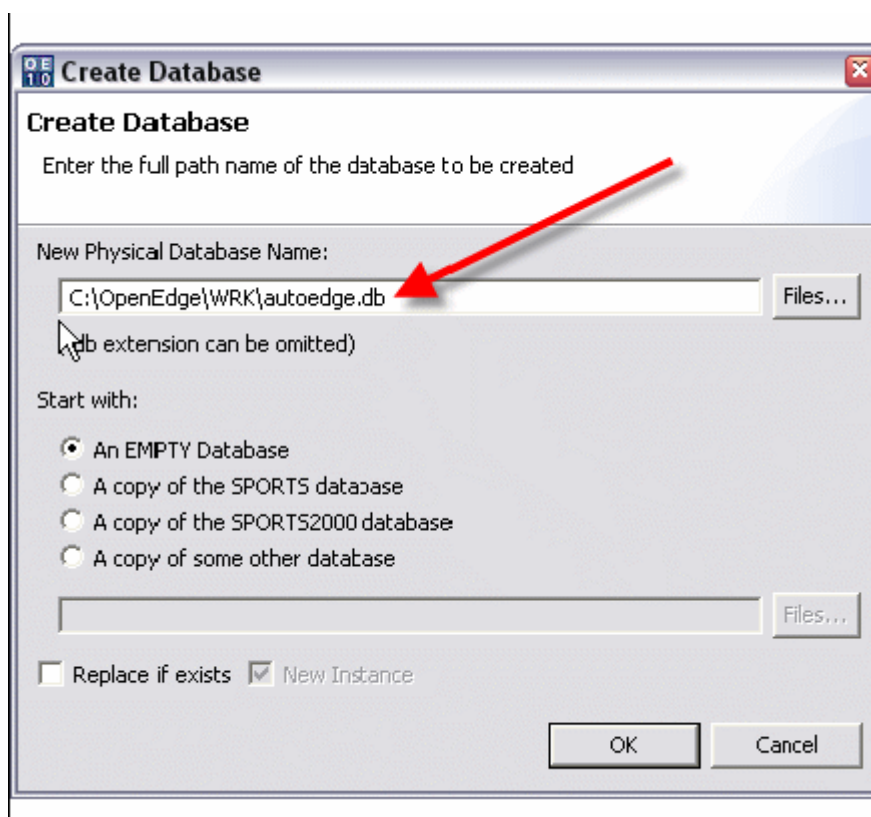 OE
10 Create Database
Create Database
Enter the full path name of the database to be created
New Physical Database Name:
C:\OpenEdge\WRK\autoedge.db
Files...
db extension can be omitted)
Start with:
An EMPTY Database
A copy of the SPORTS database
A copy of the SPORTS2000 database
A copy of some other database
Files...
Replace if exists
New Instance
OK
Cancel